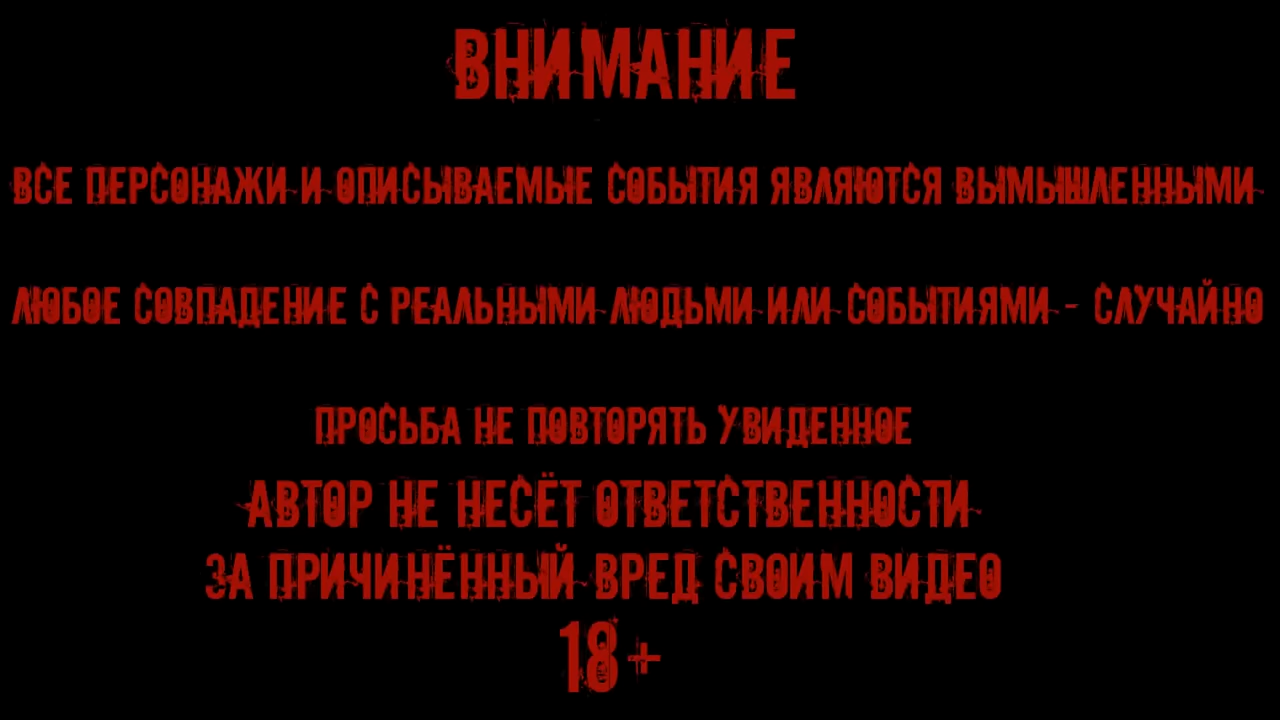 ВНИМАНИЕ
ВСЕ ПЕРСОНАЖИ И ОПИСЫВАЕМЫЕ СОБЫТИЯ ЯВЛЯЮТСЯ ВЫМЫШЛЕННЫМИ
ЛЮБОЕ СОВПАДЕНИЕ С РЕАЛЬНЫМИ ЛЮДЬМИ ИЛИ СОБЫТИЯМИ - СЛУЧАЙНО
ПРОСЬБА НЕ ПОВТОРЯТЬ УВИДЕННОЕ
АВТОР НЕ НЕСЁТ ОТВЕТСТВЕННОСТИ
ЗА ПРИЧИНЁННЫЙ ВРЕД СВОИМ ВИДЕО
18+